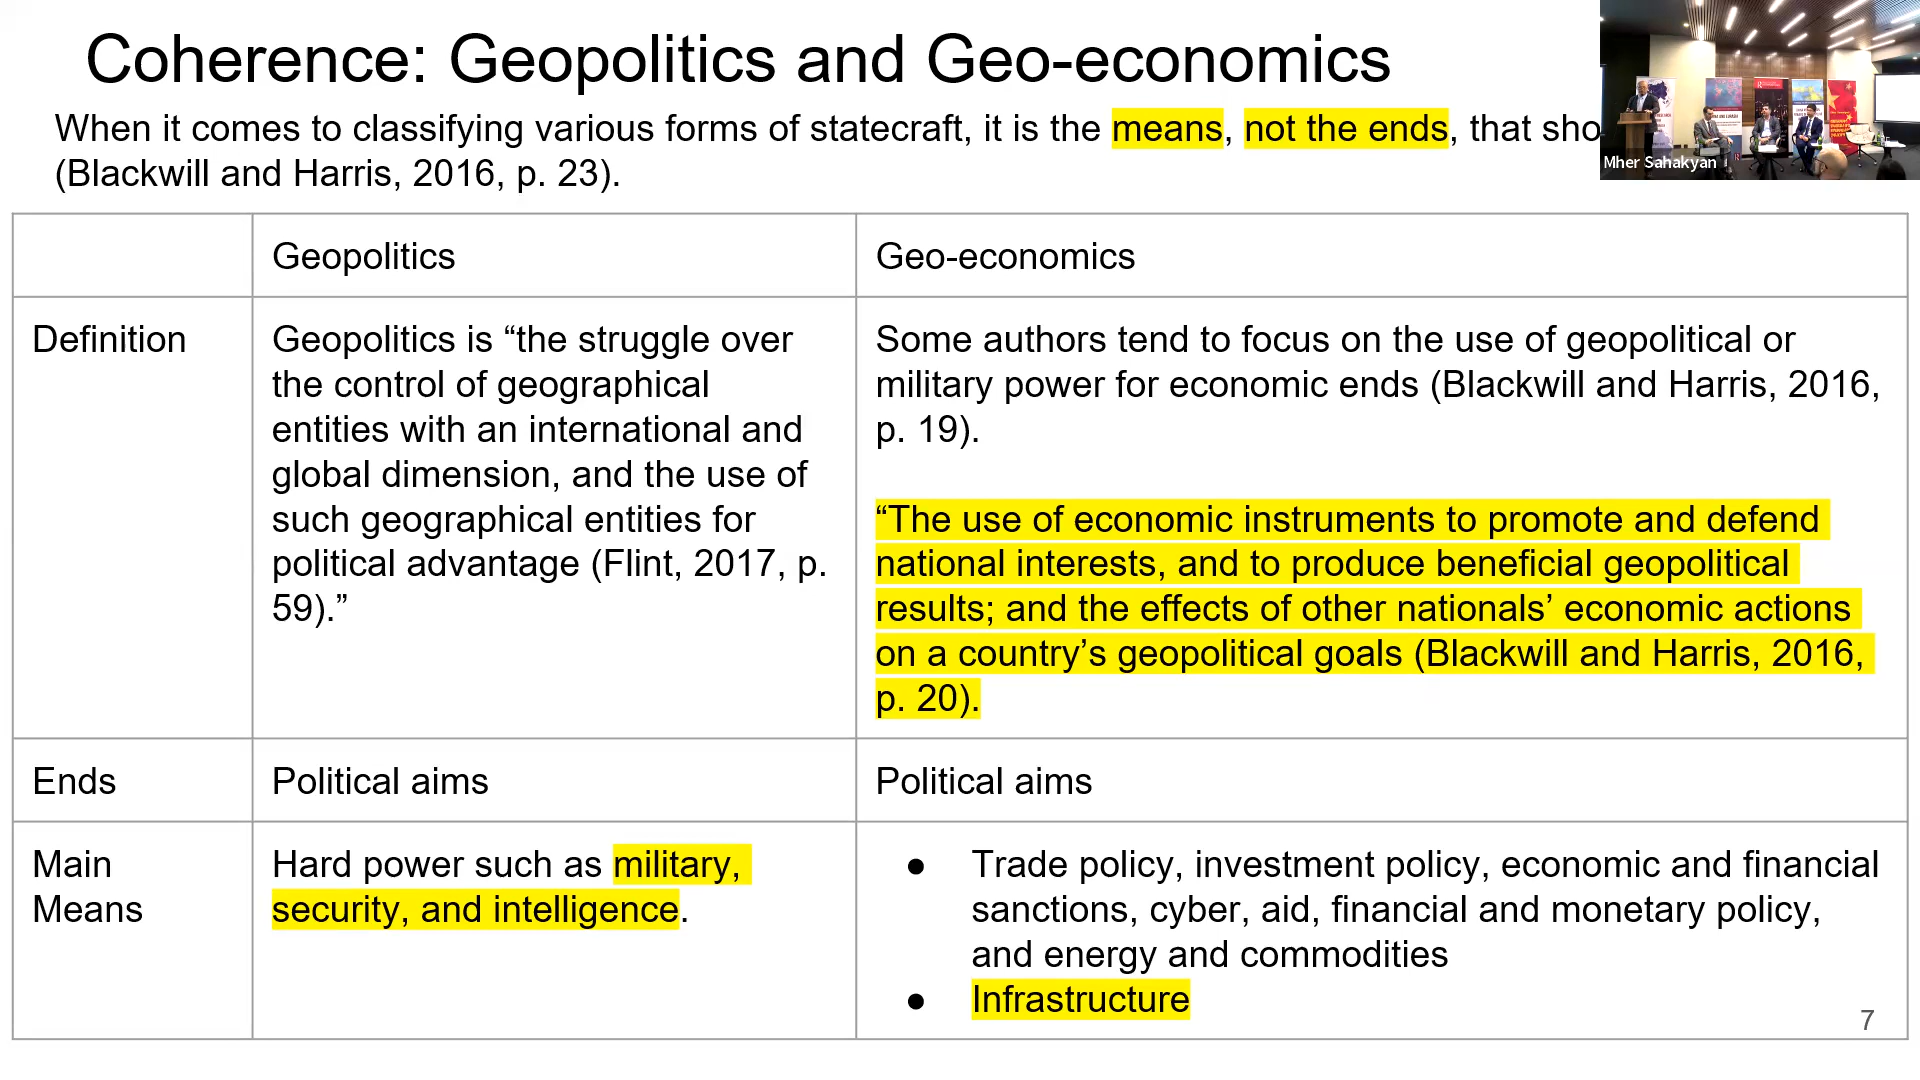 Coherence: Geopolitics and Geo-economics
When it comes to classifying various forms of statecraft, it is the means, not the ends, that sho
(Blackwill and Harris, 2016, p. 23).
Mher Sahakyan
Geopolitics
Geo-economics
Definition
Geopolitics is “the struggle over
the control of geographical
entities with an international and
global dimension, and the use of
such geographical entities for
political advantage (Flint, 2017, p.
59).”
Some authors tend to focus on the use of geopolitical or
military power for economic ends (Blackwill and Harris, 2016,
p. 19).
“The use of economic instruments to promote and defend
national interests, and to produce beneficial geopolitical
results; and the effects of other nationals’ economic actions
on a country’s geopolitical goals (Blackwill and Harris, 2016,
p. 20).
Ends
Political aims
Political aims
Main
Means
Hard power such as military,
security, and intelligence.
● Trade policy, investment policy, economic and financial
sanctions, cyber, aid, financial and monetary policy,
and energy and commodities
● Infrastructure
7